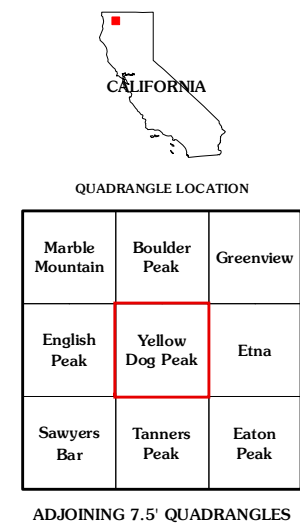 CALIFORNIA
QUADRANGLE LOCATION
Marble
Mountain
Boulder
Peak
Greenview
English
Peak
Yellow
Dog Peak
Etna
Sawyers
Bar
Tanners
Peak
Eaton
Peak
ADJOINING 7.5' QUADRANGLES